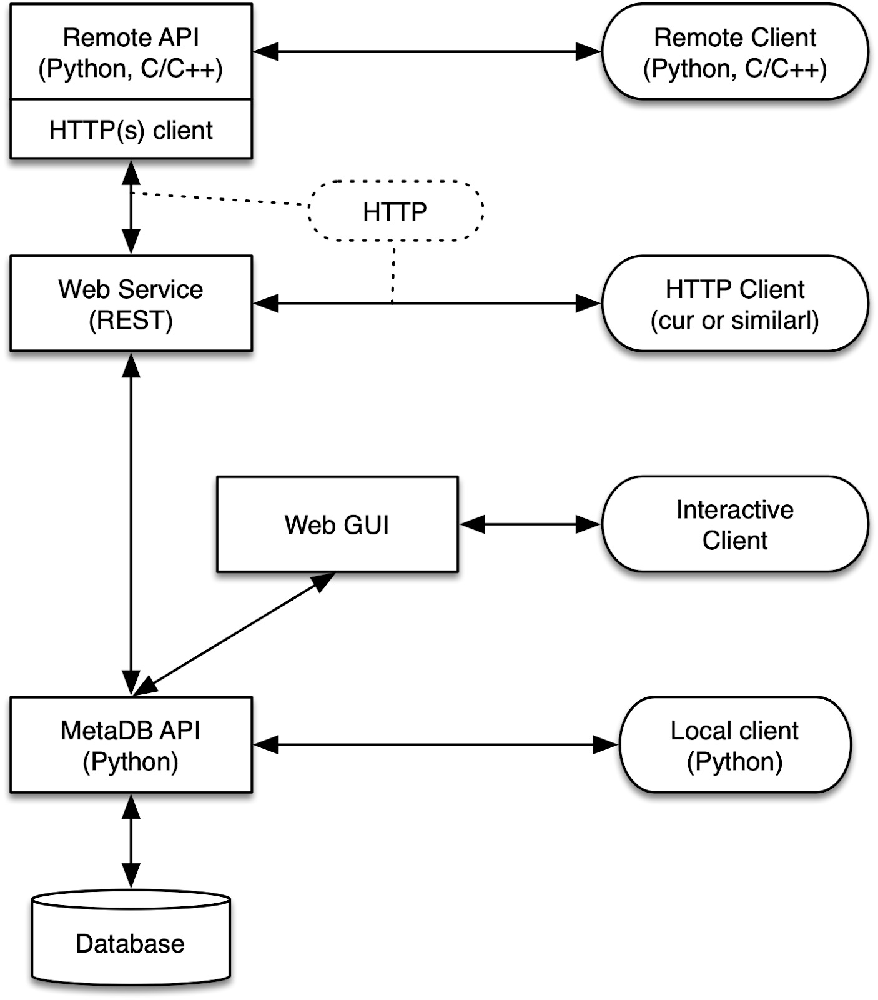 Remote API
(Python, C/C++)
Remote Client
(Python, C/C++)
HTTP(s) client
HTTP
Web Service
(REST)
HTTP Client
(cur or similarl)
Web GUI
Interactive
Client
MetaDB API
(Python)
Local client
(Python)
Database